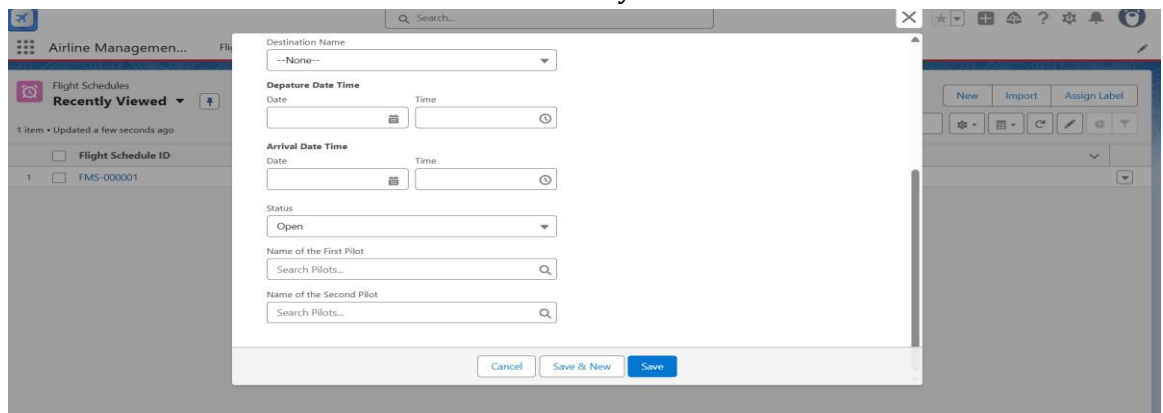 Search...
Airline Managemen...
Destination Name
--None--
Depature Date Time
Date Time
Flight Schedules
Recently Viewed
New Import Assign Label
1 item • Updated a few seconds ago
Arrival Date Time
Date Time
Flight Schedule ID
1 FMS-000001
Status
Open
Name of the First Pilot
Search Pilots...
Name of the Second Pilot
Search Pilots...
Cancel Save & New Save